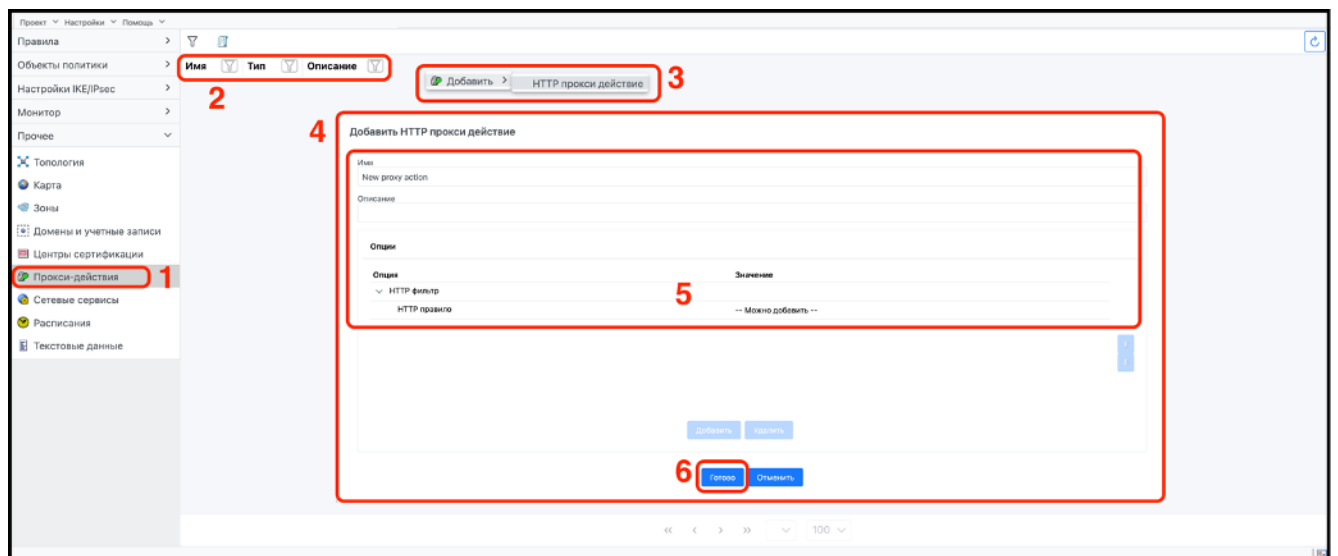 Проект Настройки Помощь
Правила
Объекты политики
Имя Тип Описание
2
Добавить HTTP прокси действие
3
Настройки IKE/IPsec
Монитор
Прочее
Топология
Карта
Зоны
Домены и учетные записи
Центры сертификации
Прокси-действия
1
Сетевые сервисы
Расписания
Текстовые данные
4
Добавить HTTP прокси действие
Имя
New proxy action
Описание
Опции
Опция Значение
HTTP фильтр
5
HTTP правило -- Можно добавить --
Добавить Удалить
6
Готово Отменить
100